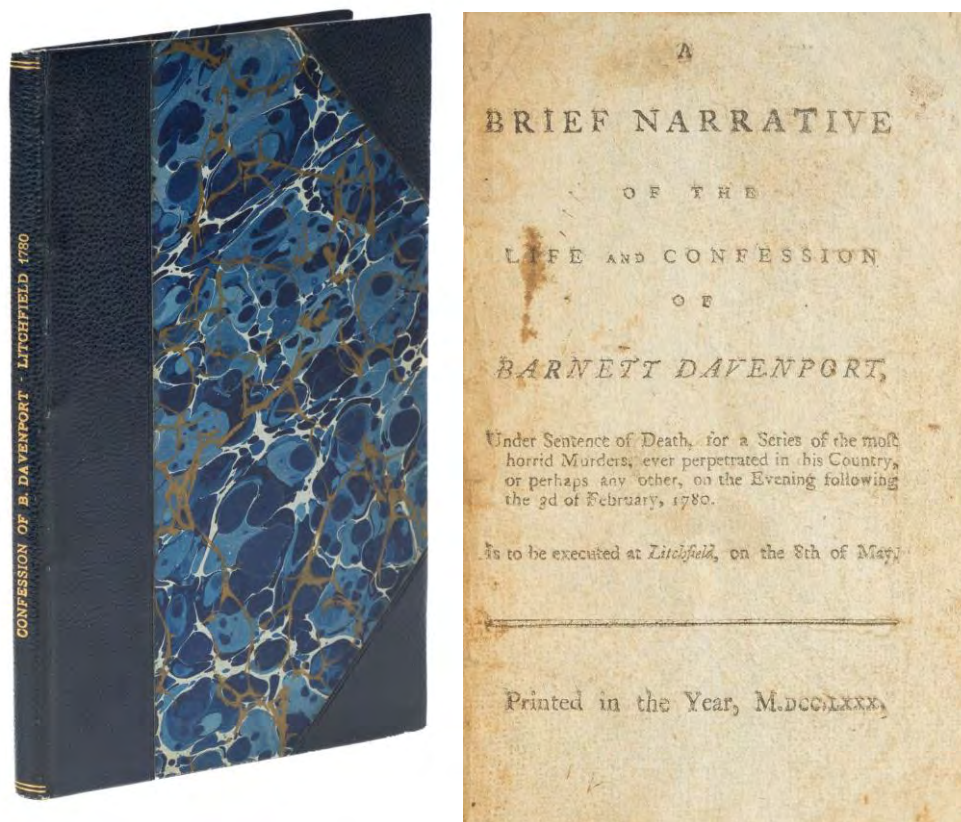 CONFESSION OF B. DAVENPORT - LITCHFIELD 1780
A
BRIEF NARRATIVE
OF THE
LIFE AND CONFESSION
OF
BARNETT DAVENPORT,
Under Sentence of Death, for a Series of the moſt
horrid Murders, ever perpetrated in this Country,
or perhaps any other, on the Evening following
the 3d of February, 1780.
Is to be executed at Litchfield, on the 8th of May.
Printed in the Year, M.DCC.LXXX.